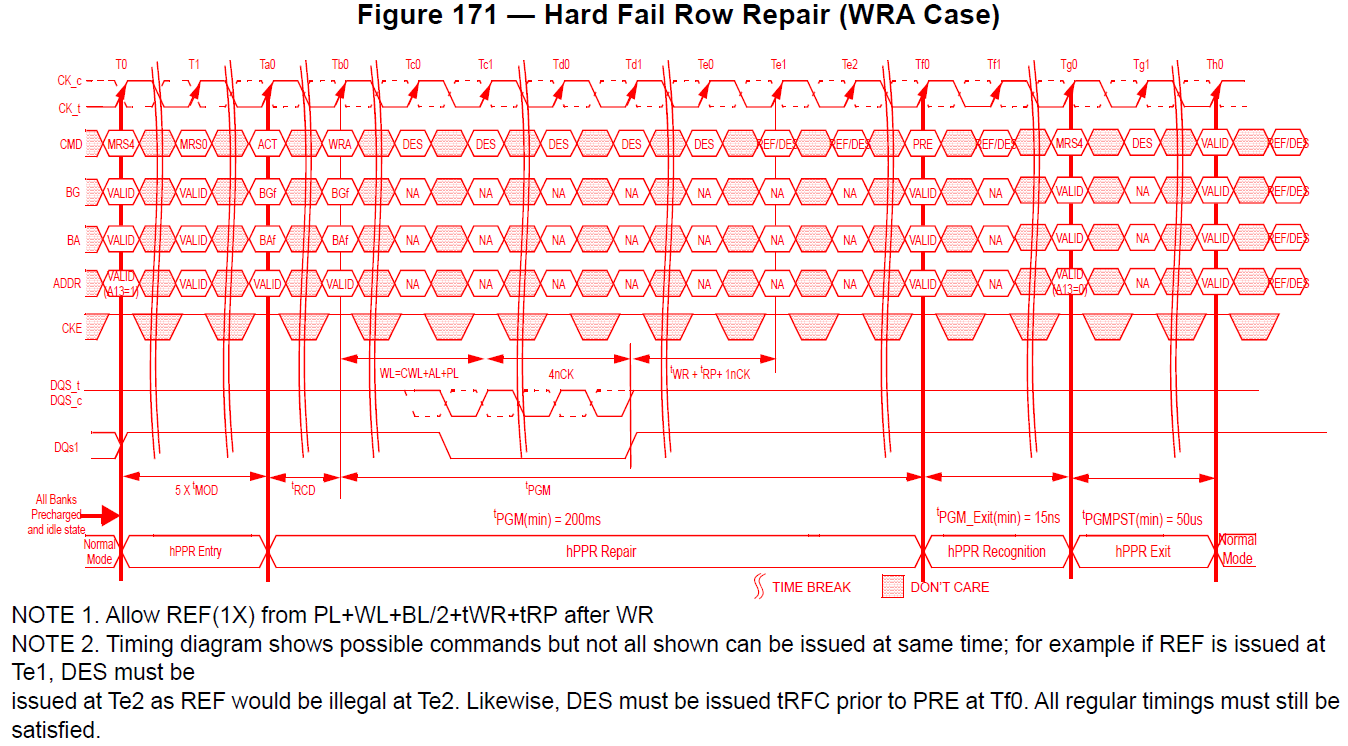 Figure 171 — Hard Fail Row Repair (WRA Case)
T0 T1 Ta0 Tb0 Tc0 Tc1 Td0 Td1 Te0 Te1 Te2 Tf0 Tf1 Tg0 Tg1 Th0
CK_c
CK_t
CMD MRS4 MRS0 ACT WRA DES DES DES DES DES REF/DES REF/DES PRE REF/DES MRS4 DES VALID REF/DES
BG VALID VALID BGf BGf NA NA NA NA NA NA NA VALID NA VALID NA VALID REF/DES
BA VALID VALID BAf BAf NA NA NA NA NA NA NA VALID NA VALID NA VALID REF/DES
ADDR VALID (A13=1) VALID VALID VALID NA NA NA NA NA NA NA VALID NA VALID (A13=0) NA VALID REF/DES
CKE
WL=CWL+AL+PL 4nCK tWR + tRP+ 1nCK
DQS_t
DQS_c
DQs1
5 X tMOD tRCD tPGM
All Banks
Precharged
and idle state
tPGM(min) = 200ms tPGM_Exit(min) = 15ns tPGMPST(min) = 50us
Normal Mode hPPR Entry hPPR Repair hPPR Recognition hPPR Exit Normal Mode
TIME BREAK DON'T CARE
NOTE 1. Allow REF(1X) from PL+WL+BL/2+tWR+tRP after WR
NOTE 2. Timing diagram shows possible commands but not all shown can be issued at same time; for example if REF is issued at
Te1, DES must be
issued at Te2 as REF would be illegal at Te2. Likewise, DES must be issued tRFC prior to PRE at Tf0. All regular timings must still be
satisfied.